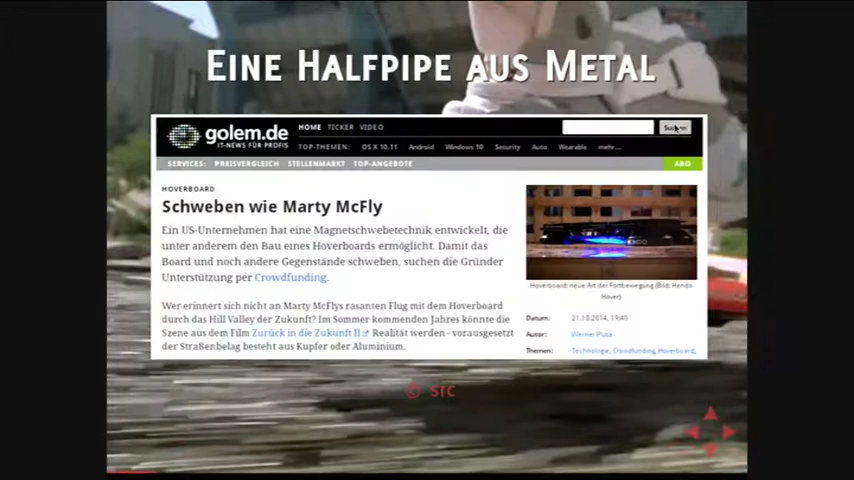 EINE HALFPIPE AUS METAL
golem.de
IT-NEWS FÜR PROFIS
HOME TICKER VIDEO
TOP-THEMEN: OS X 10.11 Android Windows 10 Security Auto Wearable mehr...
SERVICES: PREISVERGLEICH STELLENMARKT TOP-ANGEBOTE
ABO
HOVERBOARD
Schweben wie Marty McFly
Ein US-Unternehmen hat eine Magnetschwebetechnik entwickelt, die
unter anderem den Bau eines Hoverboards ermöglicht. Damit das
Board und noch andere Gegenstände schweben, suchen die Gründer
Unterstützung per Crowdfunding.
Wer erinnert sich nicht an Marty McFlys rasanten Flug mit dem Hoverboard
durch das Hill Valley der Zukunft? Im Sommer kommenden Jahres könnte die
Szene aus dem Film Zurück in die Zukunft II Realität werden - vorausgesetzt
der Straßenbelag besteht aus Kupfer oder Aluminium.
Hoverboard: neue Art der Fortbewegung (Bild: Hendo
Hover)
Datum: 21.10.2014, 19:45
Autor: Werner Pluta
Themen: Technologie, Crowdfunding, Hoverboard,
© src